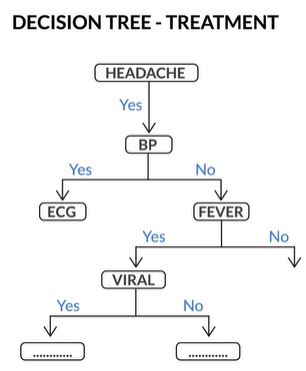 DECISION TREE - TREATMENT
HEADACHE
Yes
BP
Yes No
ECG FEVER
Yes No
VIRAL
Yes No
............ ............